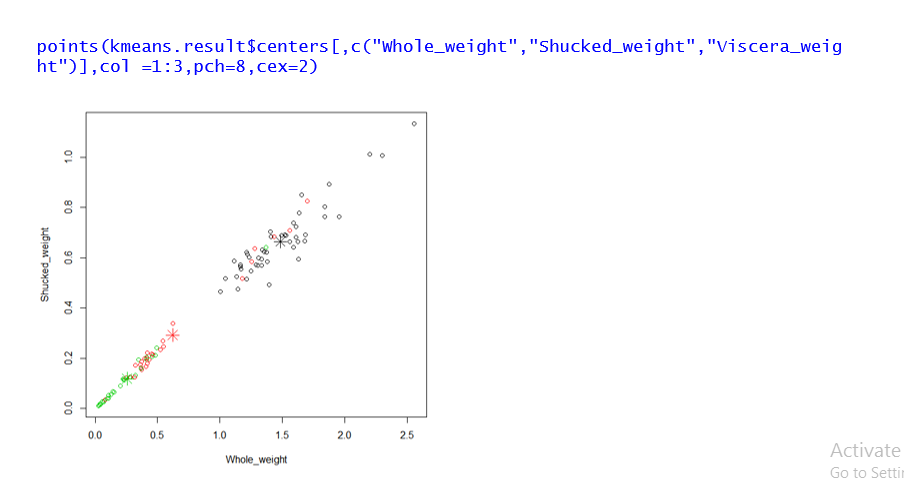 points(kmeans.result$centers[,c("Whole_weight","Shucked_weight","Viscera_weig
ht")],col =1:3,pch=8,cex=2)
1.0
0.8
0.6
0.4
0.2
0.0
Shucked_weight
0.0 0.5 1.0 1.5 2.0 2.5
Whole_weight
Activate
Go to Settin